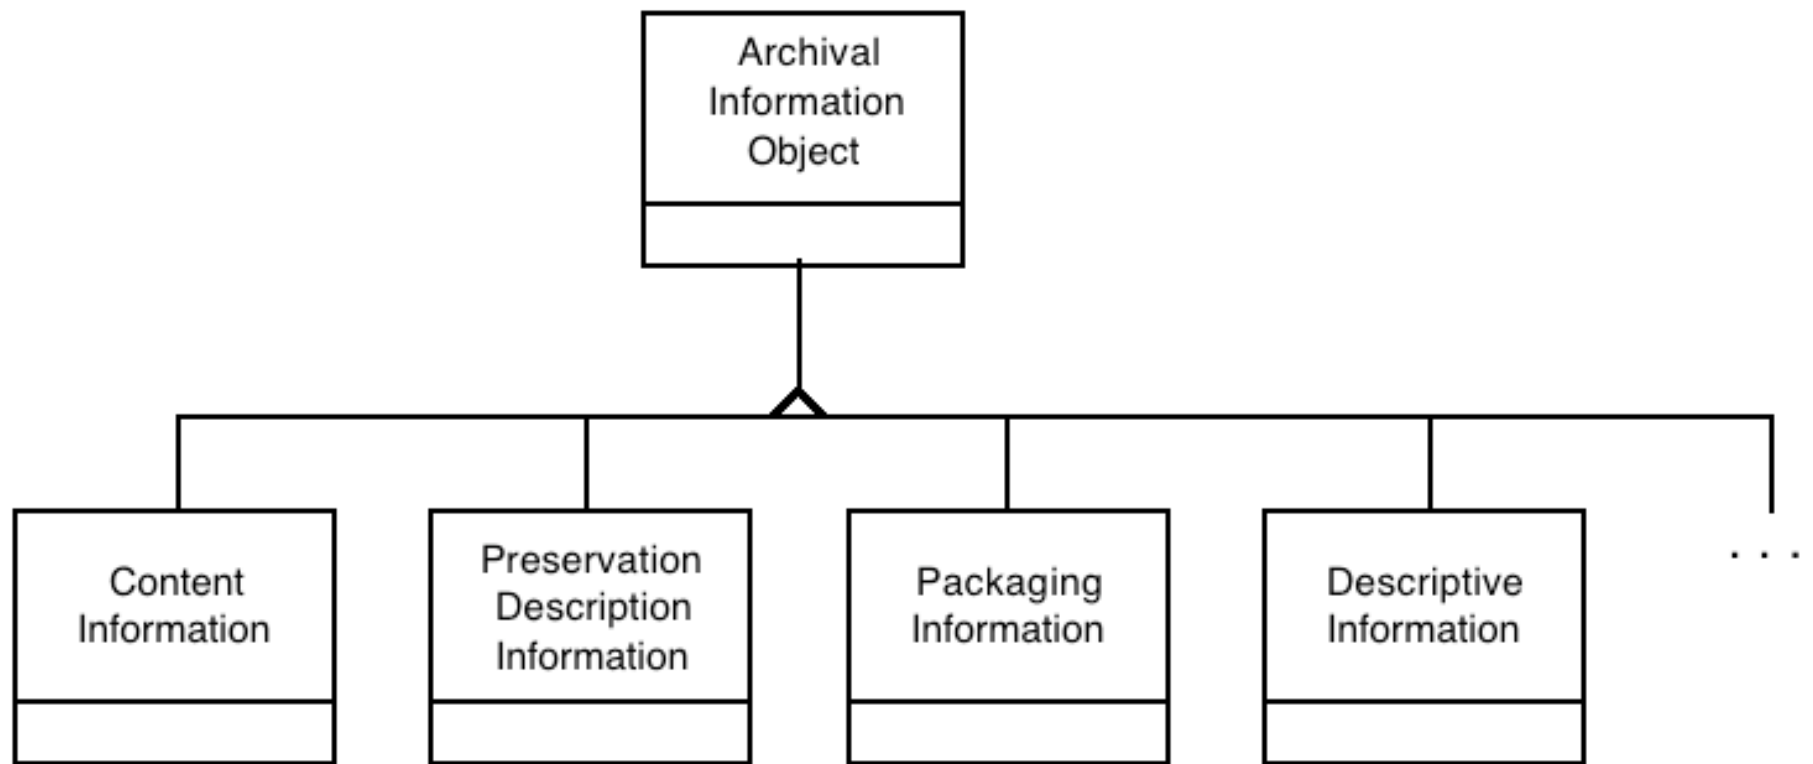 Archival
Information
Object
Content
Information
Preservation
Description
Information
Packaging
Information
Descriptive
Information
. . .